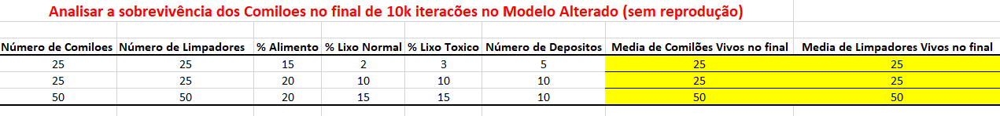 Analisar a sobrevivência dos Comiloes no final de 10k iteracões no Modelo Alterado (sem reprodução)
Número de Comiloes Número de Limpadores % Alimento % Lixo Normal % Lixo Toxico Número de Depositos Media de Comilões Vivos no final Media de Limpadores Vivos no final
25 25 15 2 3 5 25 25
25 25 20 10 10 10 25 25
50 50 20 15 15 10 50 50